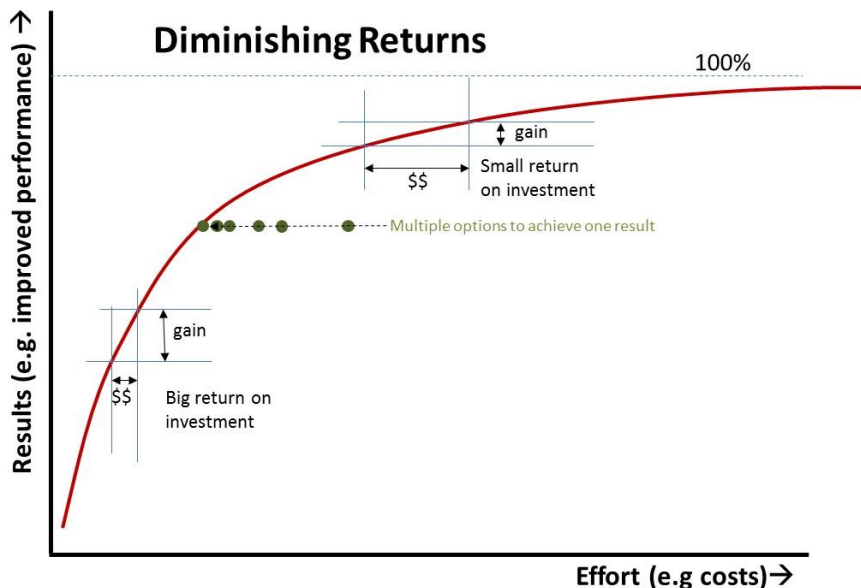 Diminishing Returns
100%
gain
$$
Small return
on investment
Multiple options to achieve one result
gain
$$
Big return on
investment
Results (e.g. improved performance) →
Effort (e.g costs)→